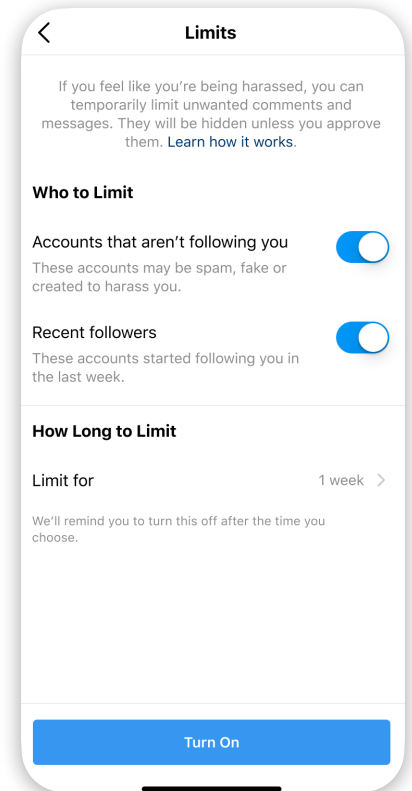 Limits
If you feel like you’re being harassed, you can
temporarily limit unwanted comments and
messages. They will be hidden unless you approve
them. Learn how it works.
Who to Limit
Accounts that aren’t following you
These accounts may be spam, fake or
created to harass you.
Recent followers
These accounts started following you in
the last week.
How Long to Limit
Limit for 1 week
We’ll remind you to turn this off after the time you
choose.
Turn On